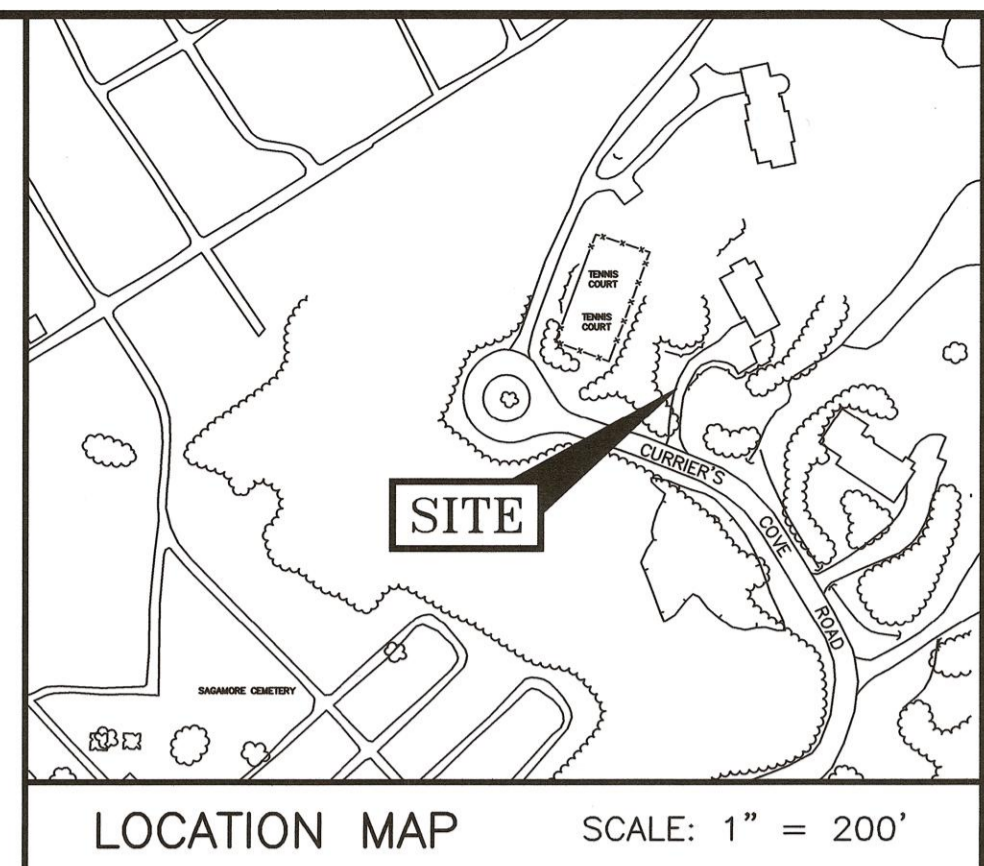 TENNIS
COURT
TENNIS
COURT
CURRIER'S
COVE
ROAD
SITE
SAGAMORE CEMETERY
LOCATION MAP
SCALE: 1" = 200'